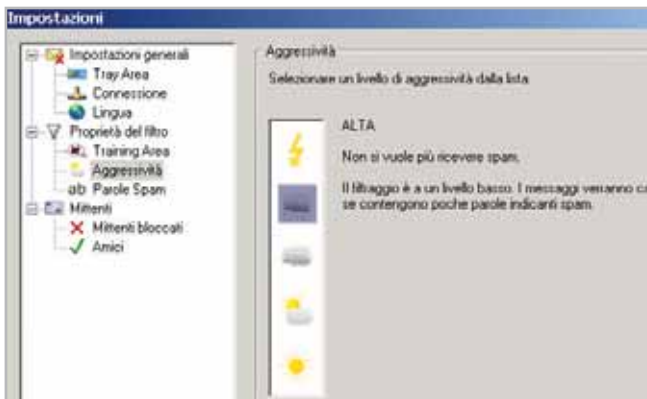 Impostazioni
Impostazioni generali
Tray Area
Connessione
Lingua
Proprietà del filtro
Training Area
Aggressività
ab Parole Spam
Mittenti
Mittenti bloccati
Amici
Aggressività
Selezionare un livello di aggressività dalla lista
ALTA
Non si vuole più ricevere spam.
Il filtraggio è a un livello basso. I messaggi verranno
se contengono poche parole indicanti spam.